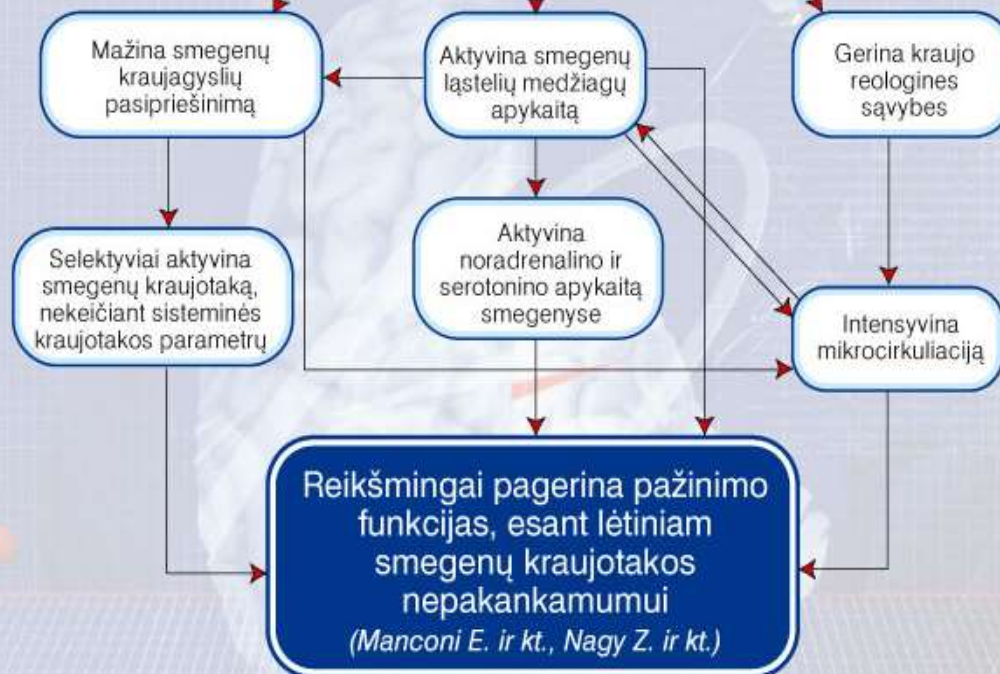 Mažina smegenų
kraujagyslių
pasipriešinimą
Aktyvina smegenų
ląstelių medžiagų
apykaitą
Gerina kraujo
reologines
sąvybes
Selektyviai aktyvina
smegenų kraujotaką,
nekeičiant sisteminės
kraujotakos parametrų
Aktyvina
noradrenalino ir
serotonino apykaitą
smegenyse
Intensyvina
mikrocirkuliaciją
Reikšmingai pagerina pažinimo
funkcijas, esant lėtiniam
smegenų kraujotakos
nepakankamumui
(Manconi E. ir kt., Nagy Z. ir kt.)